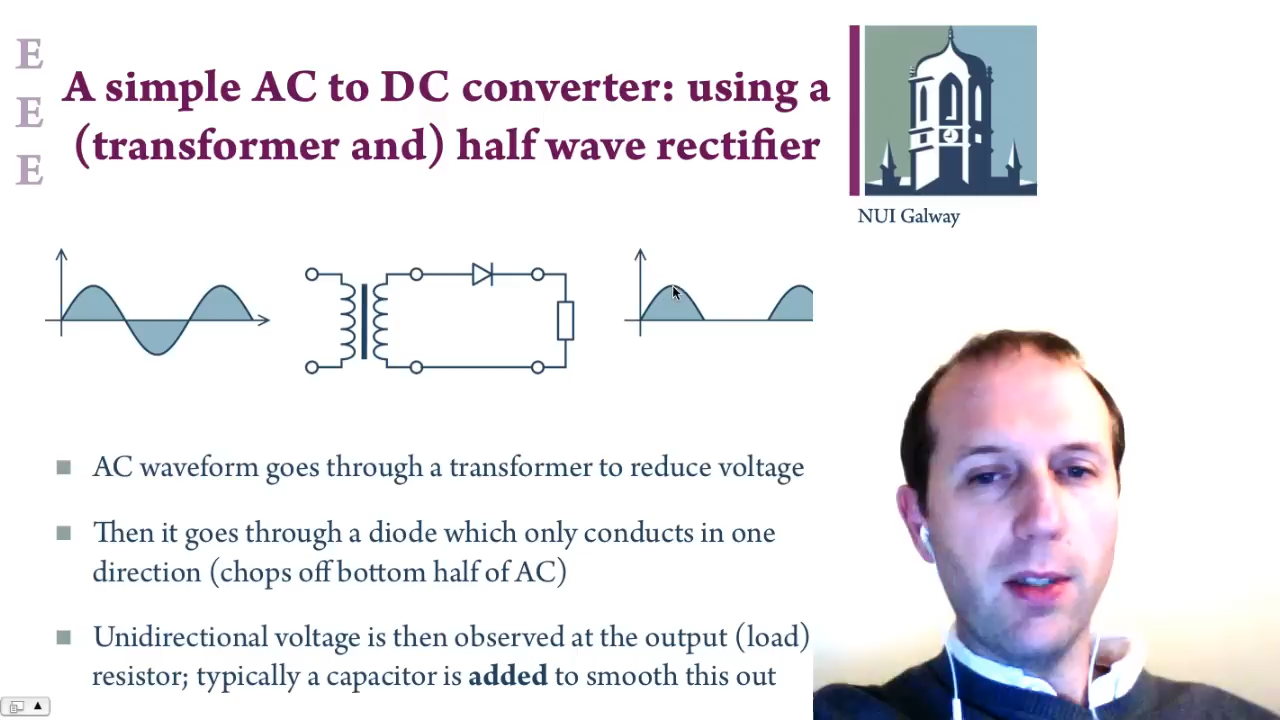 E
E
E
A simple AC to DC converter: using a
(transformer and) half wave rectifier
NUI Galway
AC waveform goes through a transformer to reduce voltage
Then it goes through a diode which only conducts in one
direction (chops off bottom half of AC)
Unidirectional voltage is then observed at the output (load)
resistor; typically a capacitor is added to smooth this out